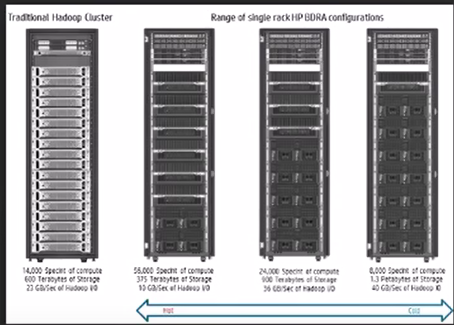 Traditional Hadoop Cluster
Range of single rack HP BDRA configurations
14,000 SpecInt of compute
600 Terabytes of Storage
23 GB/Sec of Hadoop I/O
56,000 SpecInt of compute
375 Terabytes of Storage
10 GB/Sec of Hadoop I/O
24,000 SpecInt of compute
900 Terabytes of Storage
36 GB/Sec of Hadoop I/O
8,000 SpecInt of compute
1.3 Petabytes of Storage
40 GB/Sec of Hadoop IO
Hot
Cold